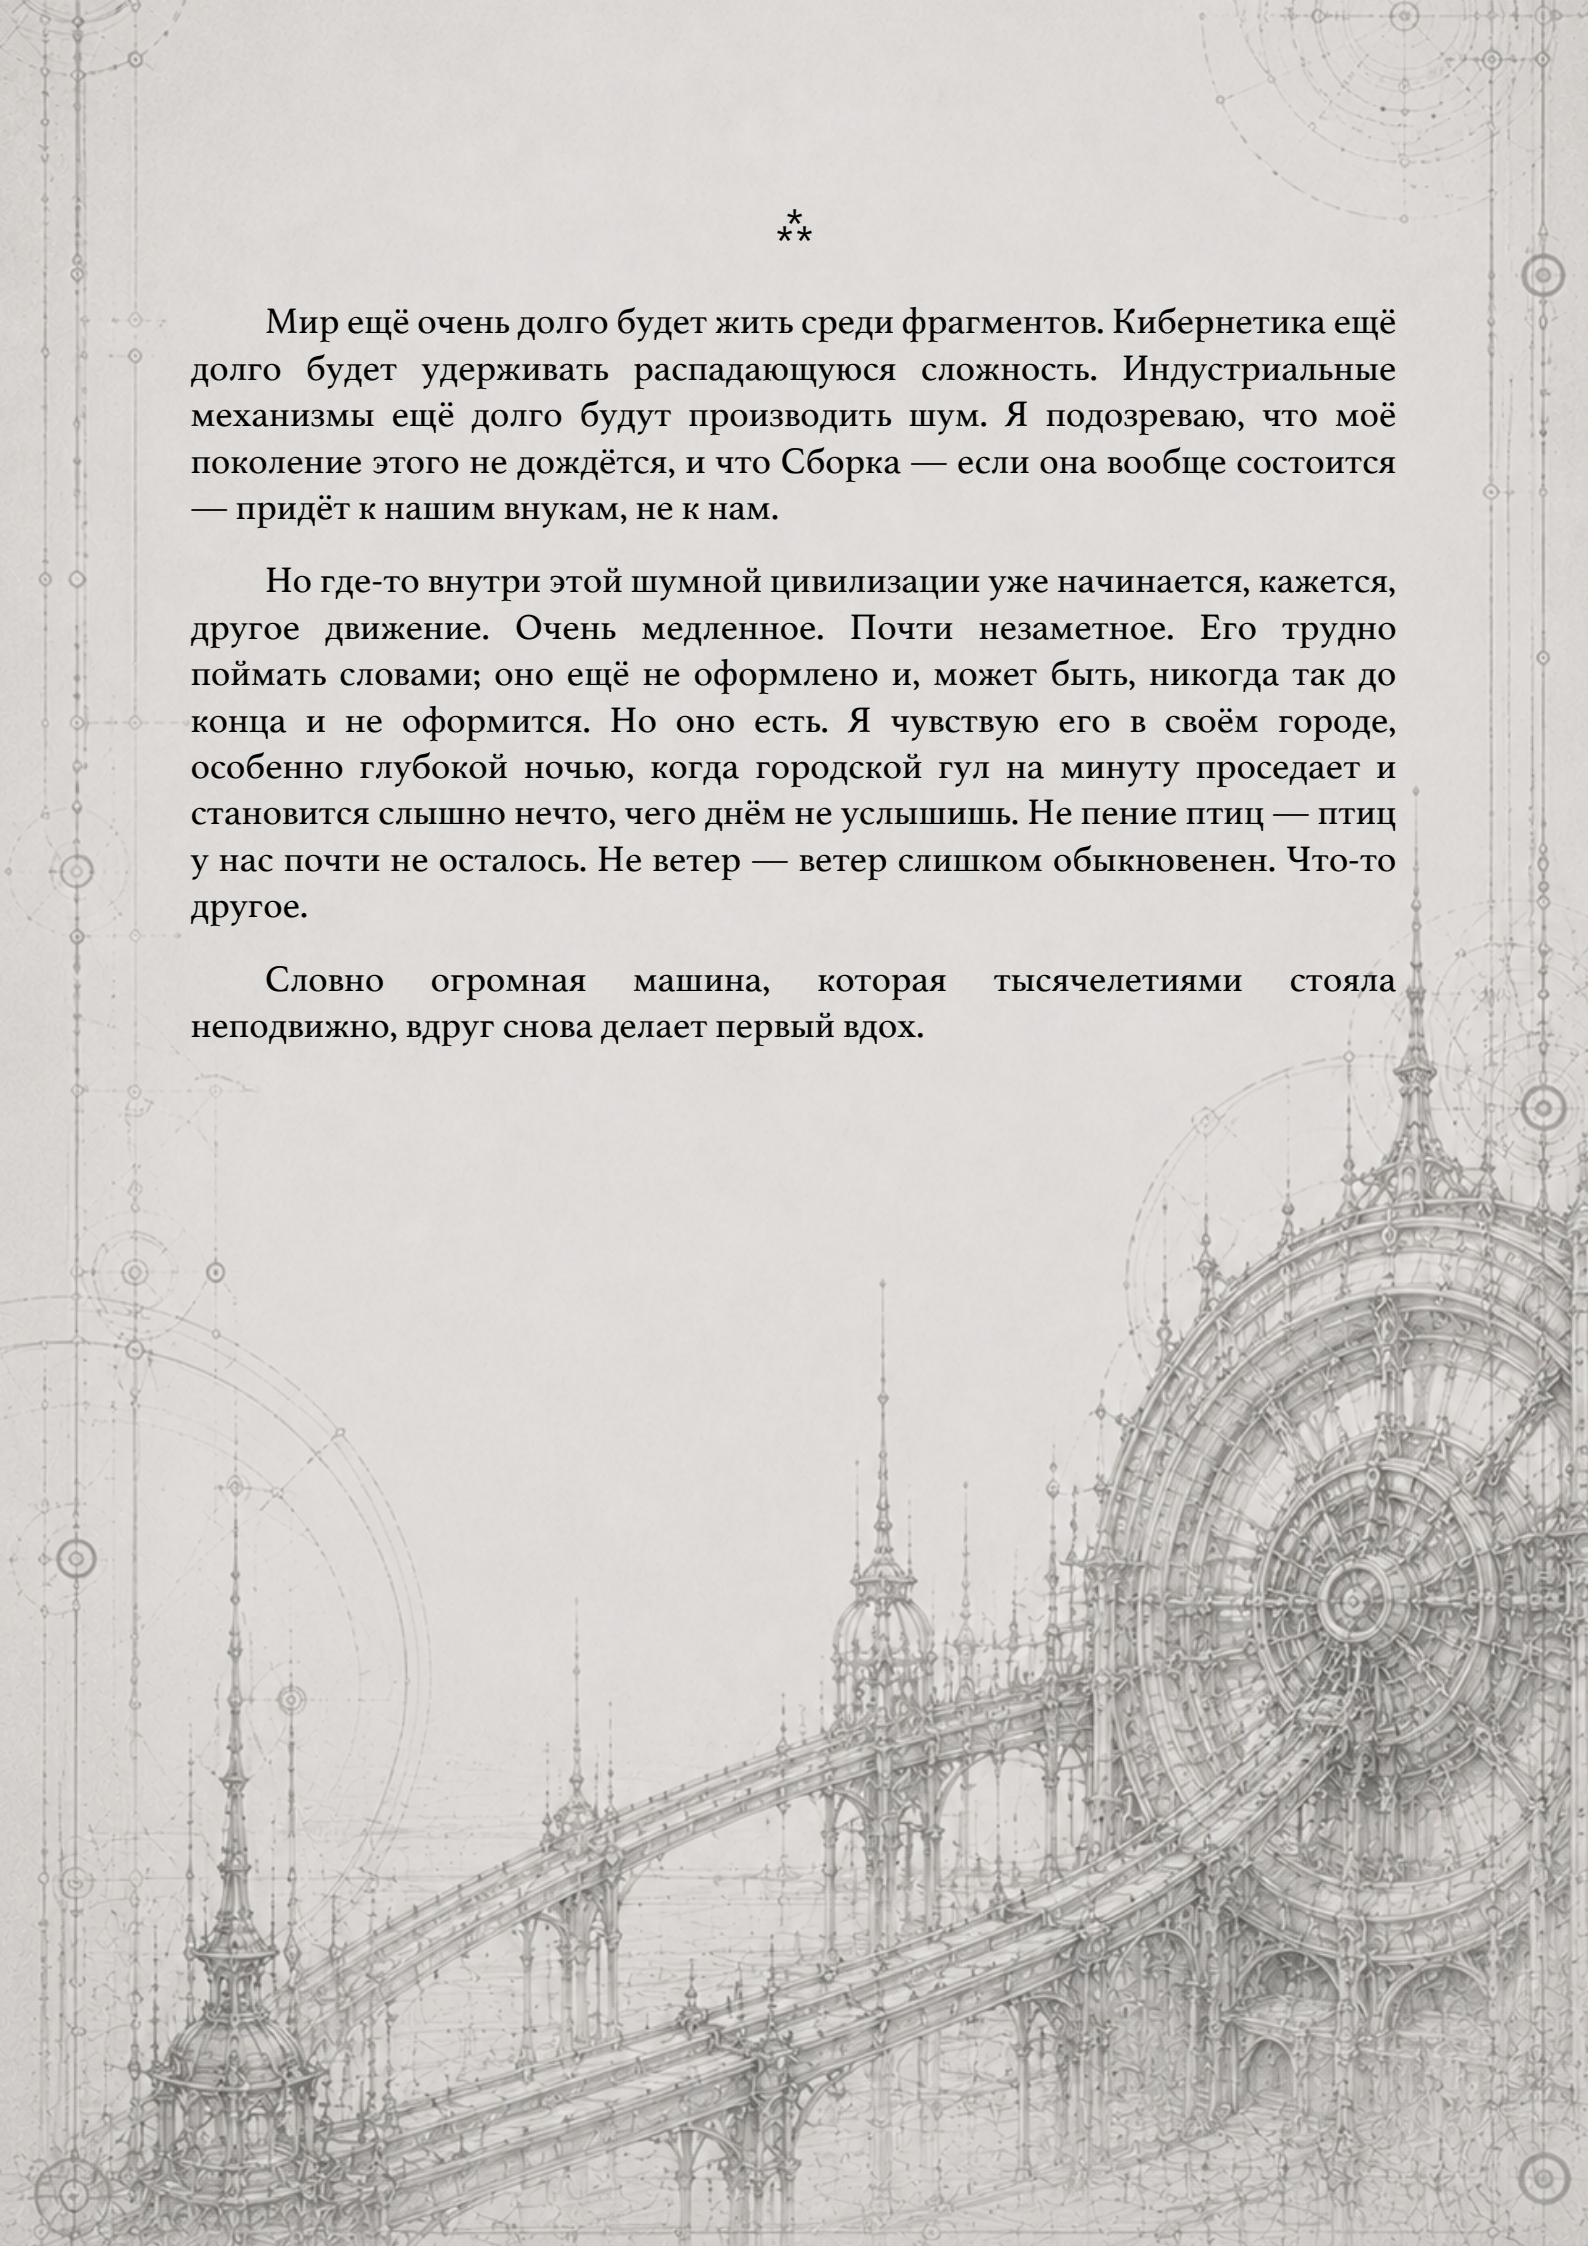 ⁂
Мир ещё очень долго будет жить среди фрагментов. Кибернетика ещё
долго будет удерживать распадающуюся сложность. Индустриальные
механизмы ещё долго будут производить шум. Я подозреваю, что моё
поколение этого не дождётся, и что Сборка — если она вообще состоится
— придёт к нашим внукам, не к нам.
Но где-то внутри этой шумной цивилизации уже начинается, кажется,
другое движение. Очень медленное. Почти незаметное. Его трудно
поймать словами; оно ещё не оформлено и, может быть, никогда так до
конца и не оформится. Но оно есть. Я чувствую его в своём городе,
особенно глубокой ночью, когда городской гул на минуту проседает и
становится слышно нечто, чего днём не услышишь. Не пение птиц — птиц
у нас почти не осталось. Не ветер — ветер слишком обыкновенен. Что-то
другое.
Словно огромная машина, которая тысячелетиями стояла
неподвижно, вдруг снова делает первый вдох.